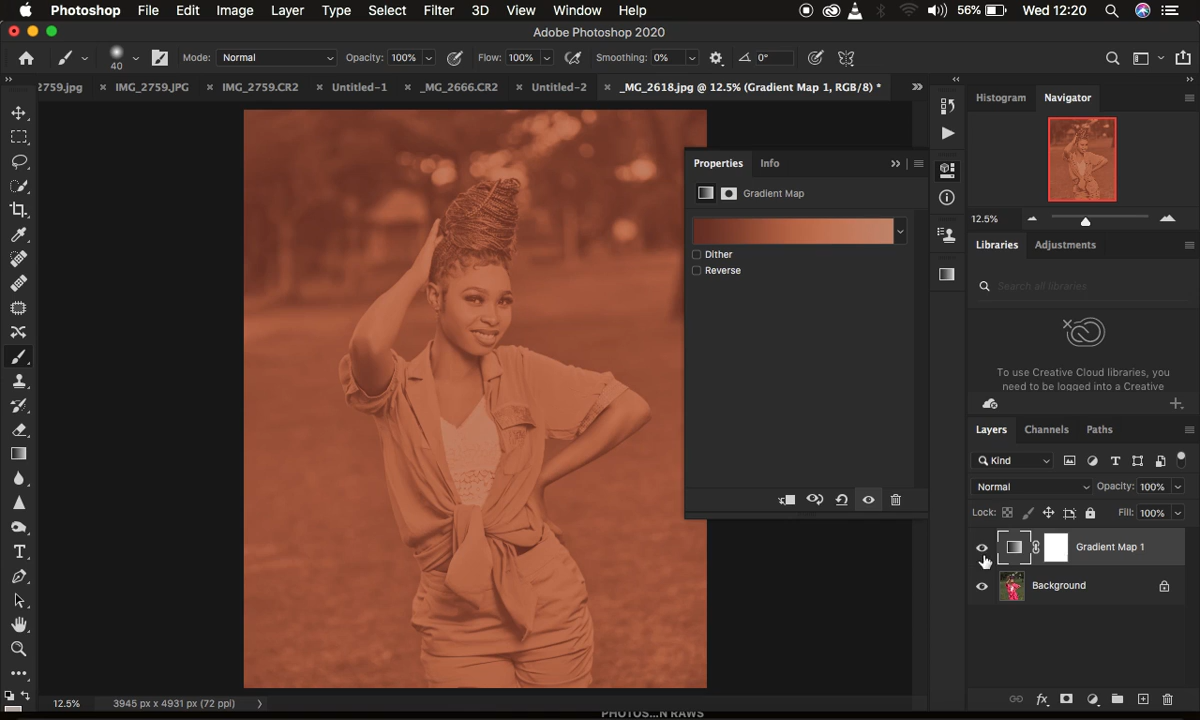 Photoshop File Edit Image Layer Type Select Filter 3D View Window Help 56% Wed 12:20
Adobe Photoshop 2020
40 Mode: Normal Opacity: 100% Flow: 100% Smoothing: 0% 0°
2759.jpg × IMG_2759.JPG × IMG_2759.CR2 × Untitled-1 × _MG_2666.CR2 × Untitled-2 × _MG_2618.jpg @ 12.5% (Gradient Map 1, RGB/8) *
Histogram Navigator
Properties Info
Gradient Map
Dither
Reverse
12.5%
Libraries Adjustments
Search all libraries
To use Creative Cloud libraries, you
need to be logged into a Creative
Layers Channels Paths
Kind
Normal Opacity: 100%
Lock: Fill: 100%
Gradient Map 1
Background
12.5% 3945 px x 4931 px (72 ppi)
PHOTOS...N RAWS